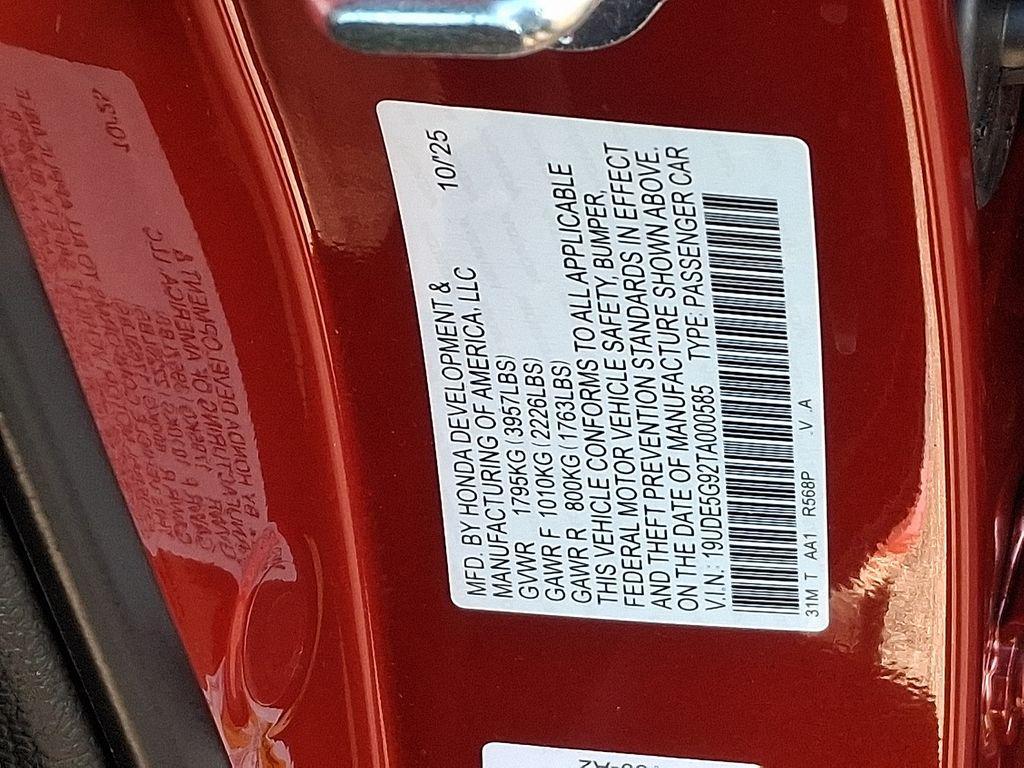 MFD. BY HONDA DEVELOPMENT & 10/'25
MANUFACTURING OF AMERICA, LLC
GVWR 1795KG ( 3957LBS)
GAWR F 1010KG ( 2226LBS)
GAWR R 800KG ( 1763LBS)
THIS VEHICLE CONFORMS TO ALL APPLICABLE
FEDERAL MOTOR VEHICLE SAFETY, BUMPER,
AND THEFT PREVENTION STANDARDS IN EFFECT
ON THE DATE OF MANUFACTURE SHOWN ABOVE.
V.I.N.: 19UDE5G92TA000585 TYPE: PASSENGER CAR
31M T AA1 R568P . V . A